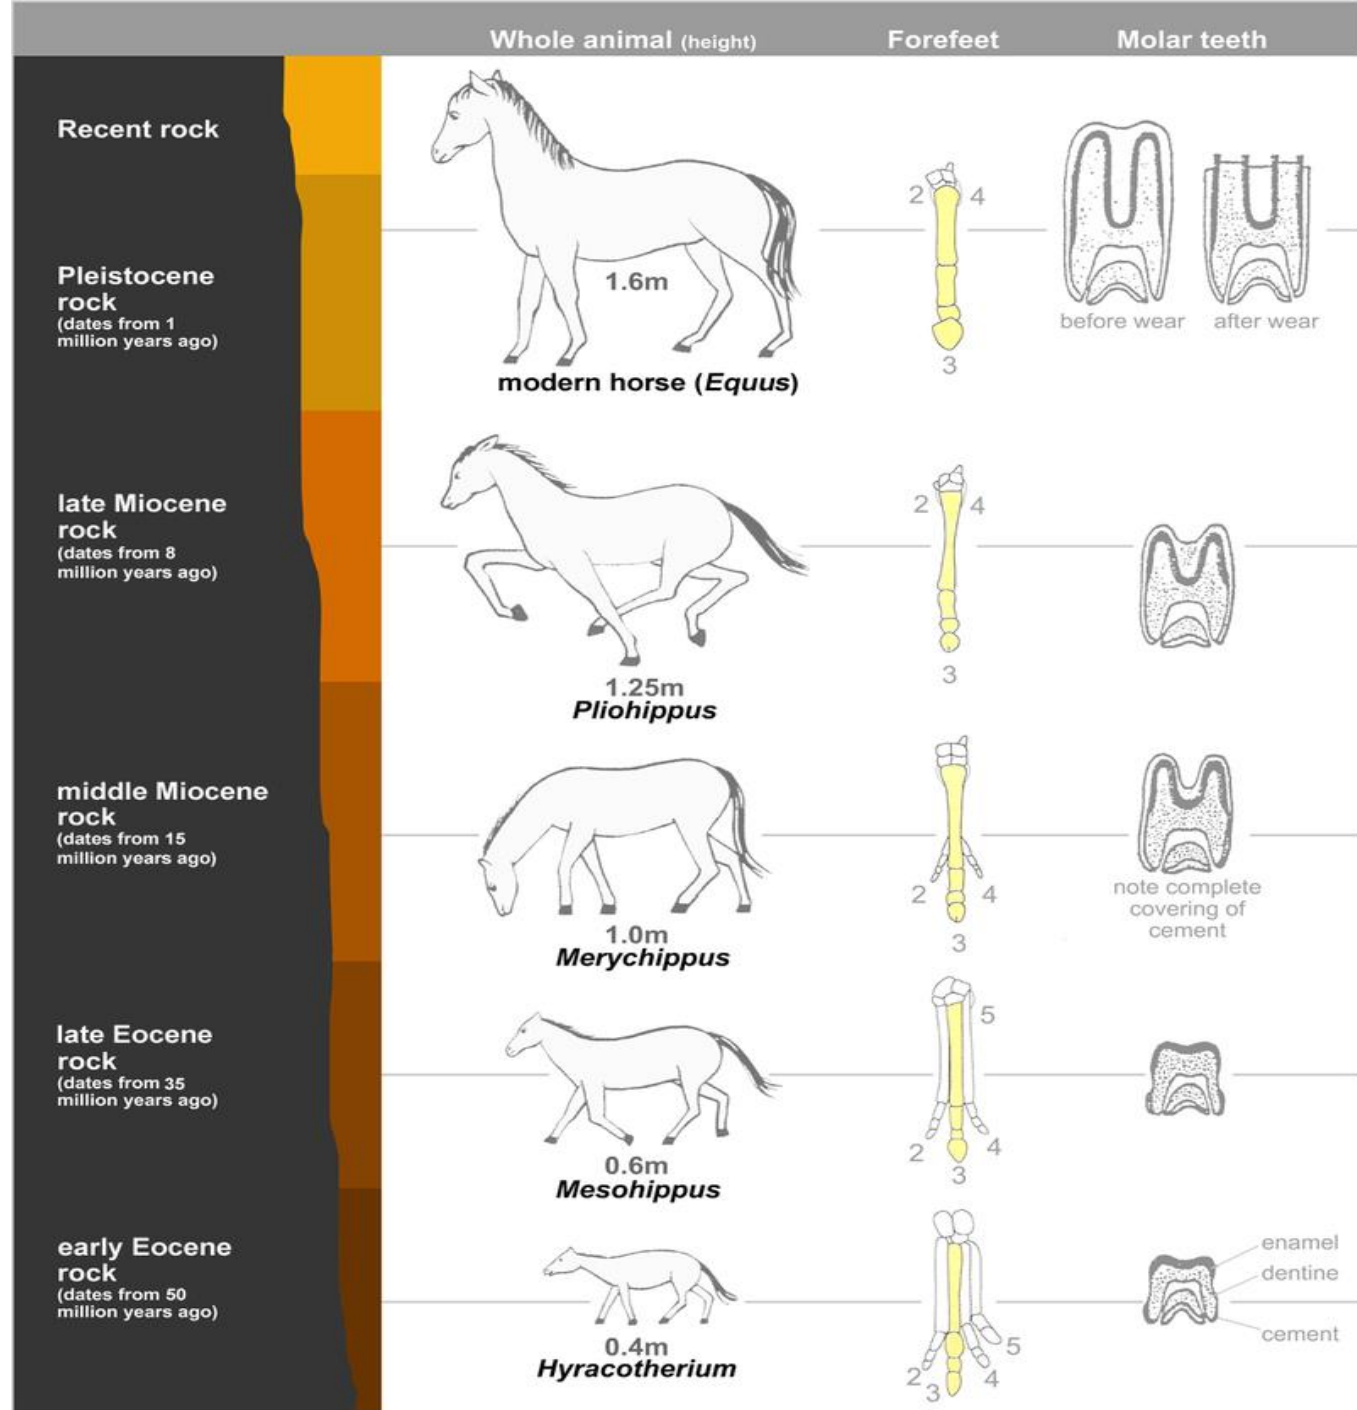 Whole animal (height) Forefeet Molar teeth
Recent rock
2 4
Pleistocene
rock
(dates from 1
million years ago)
1.6m
before wear after wear
3
modern horse (Equus)
late Miocene
rock
(dates from 8
million years ago)
2 4
3
1.25m
Pliohippus
middle Miocene
rock
(dates from 15
million years ago)
2 4
note complete
covering of
cement
1.0m
3
Merychippus
late Eocene
rock
(dates from 35
million years ago)
5
2 4
0.6m
3
Mesohippus
early Eocene
rock
(dates from 50
million years ago)
enamel
dentine
cement
0.4m
5
Hyracotherium
2 4
3